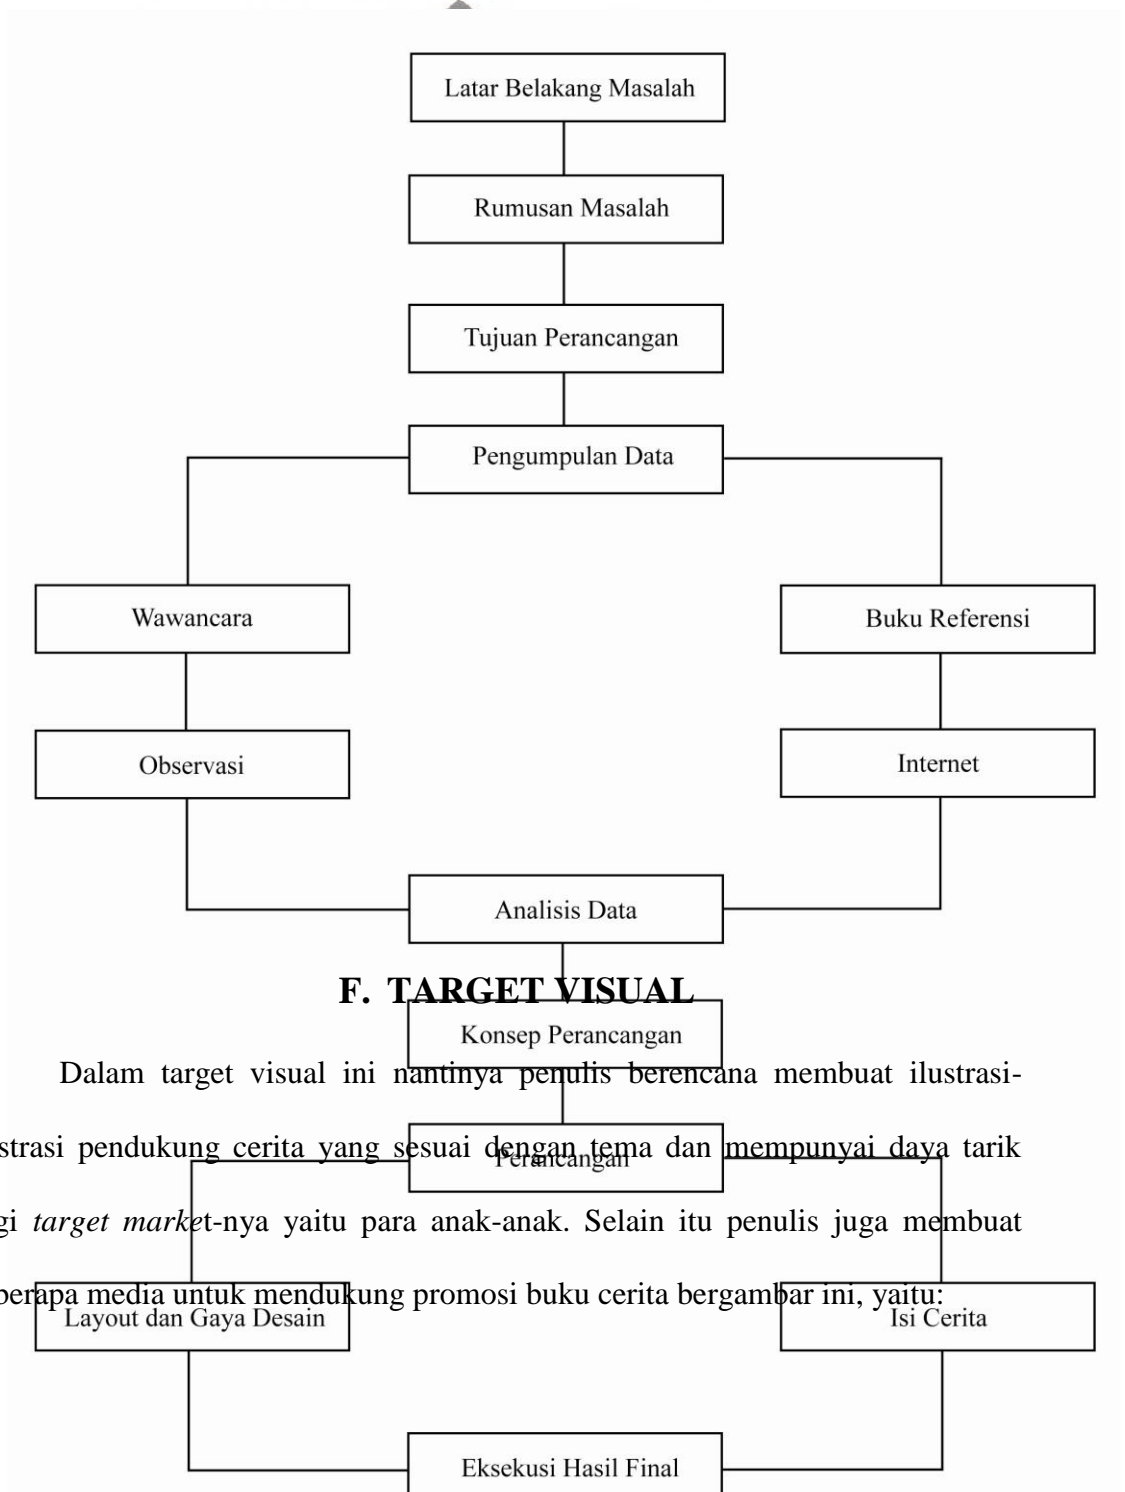 Latar Belakang Masalah
Rumusan Masalah
Tujuan Perancangan
Pengumpulan Data
Wawancara
Buku Referensi
Observasi
Internet
Analisis Data
F. TARGET VISUAL
Konsep Perancangan
Dalam target visual ini nantinya penulis berencana membuat ilustrasi-
strasi pendukung cerita yang sesuai dengan tema dan mempunyai daya tarik
Perancangan
gi target market-nya yaitu para anak-anak. Selain itu penulis juga membuat
berapa media untuk mendukung promosi buku cerita bergambar ini, yaitu:
Layout dan Gaya Desain
Isi Cerita
Eksekusi Hasil Final